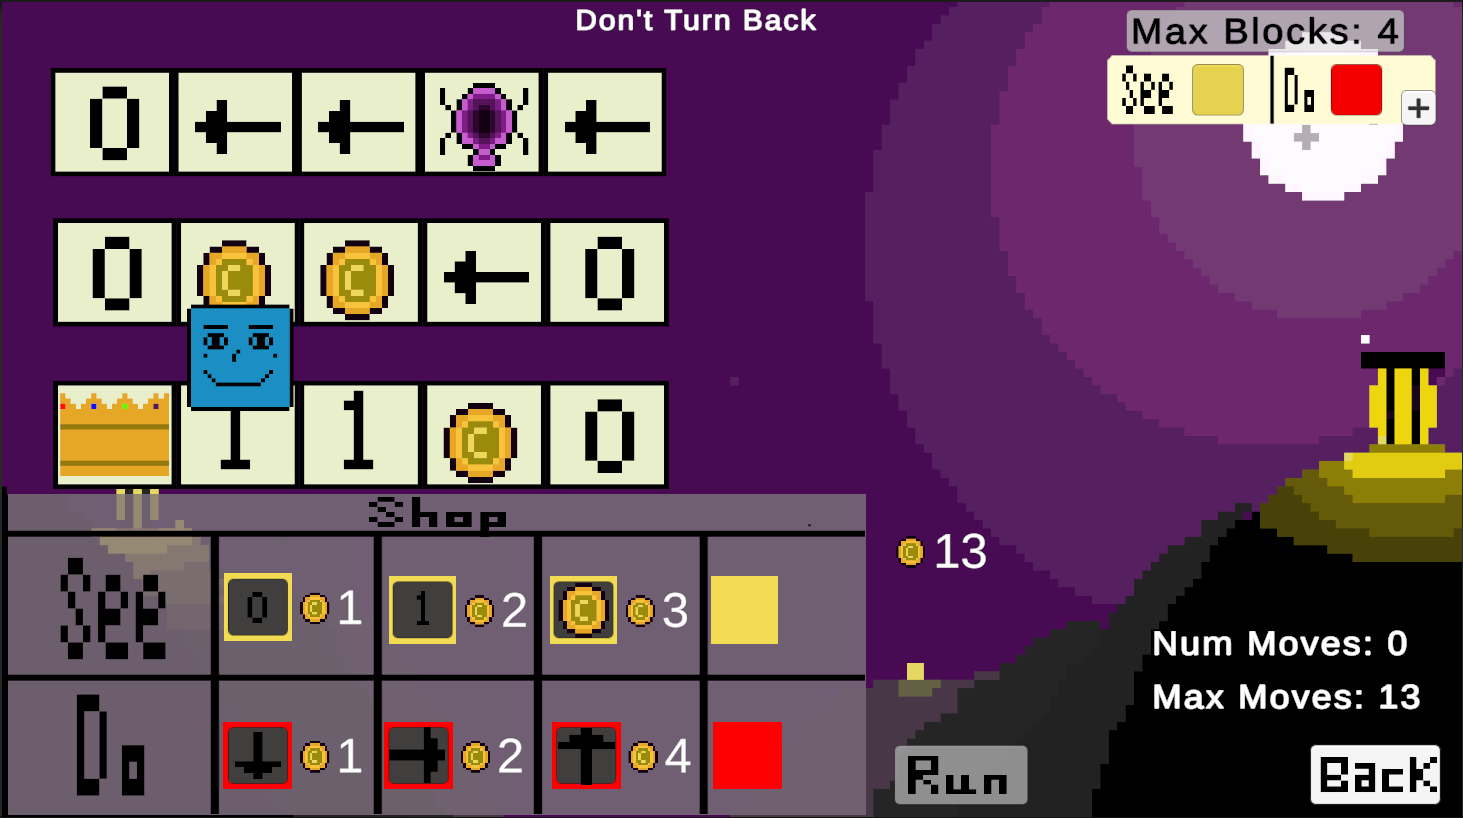 Don't Turn Back
Max Blocks: 4
See Do +
0
0 0
1 1 0
Shop
13
See 0 1 1 2 3
Do 1 2 4
Num Moves: 0
Max Moves: 13
Run
Back